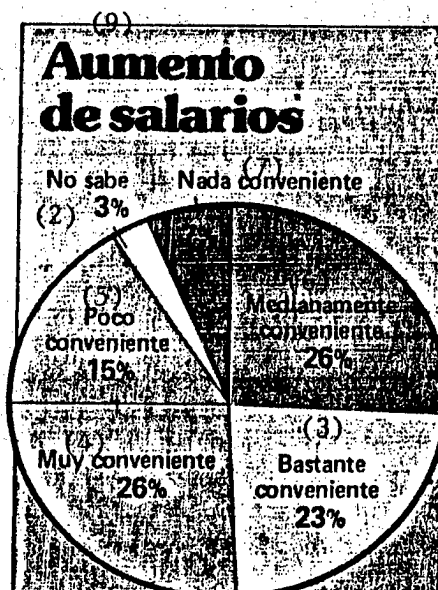 (9)
Aumento
de salarios
(7)
No sabe Nada conveniente
(2) 3%
(5)
Poco
conveniente
15%
Medianamente
conveniente
26%
(4)
Muy conveniente
26%
(3)
Bastante
conveniente
23%